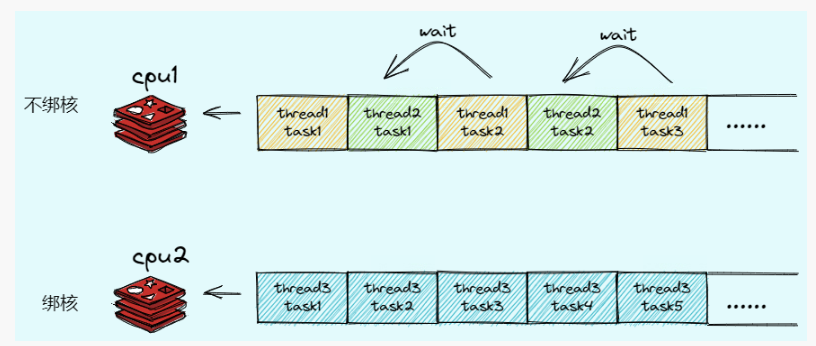 wait
wait
cpu1
不绑核
thread1
task1
thread2
task1
thread1
task2
thread2
task2
thread1
task3
......
cpu2
绑核
thread3
task1
thread3
task2
thread3
task3
thread3
task4
thread3
task5
......